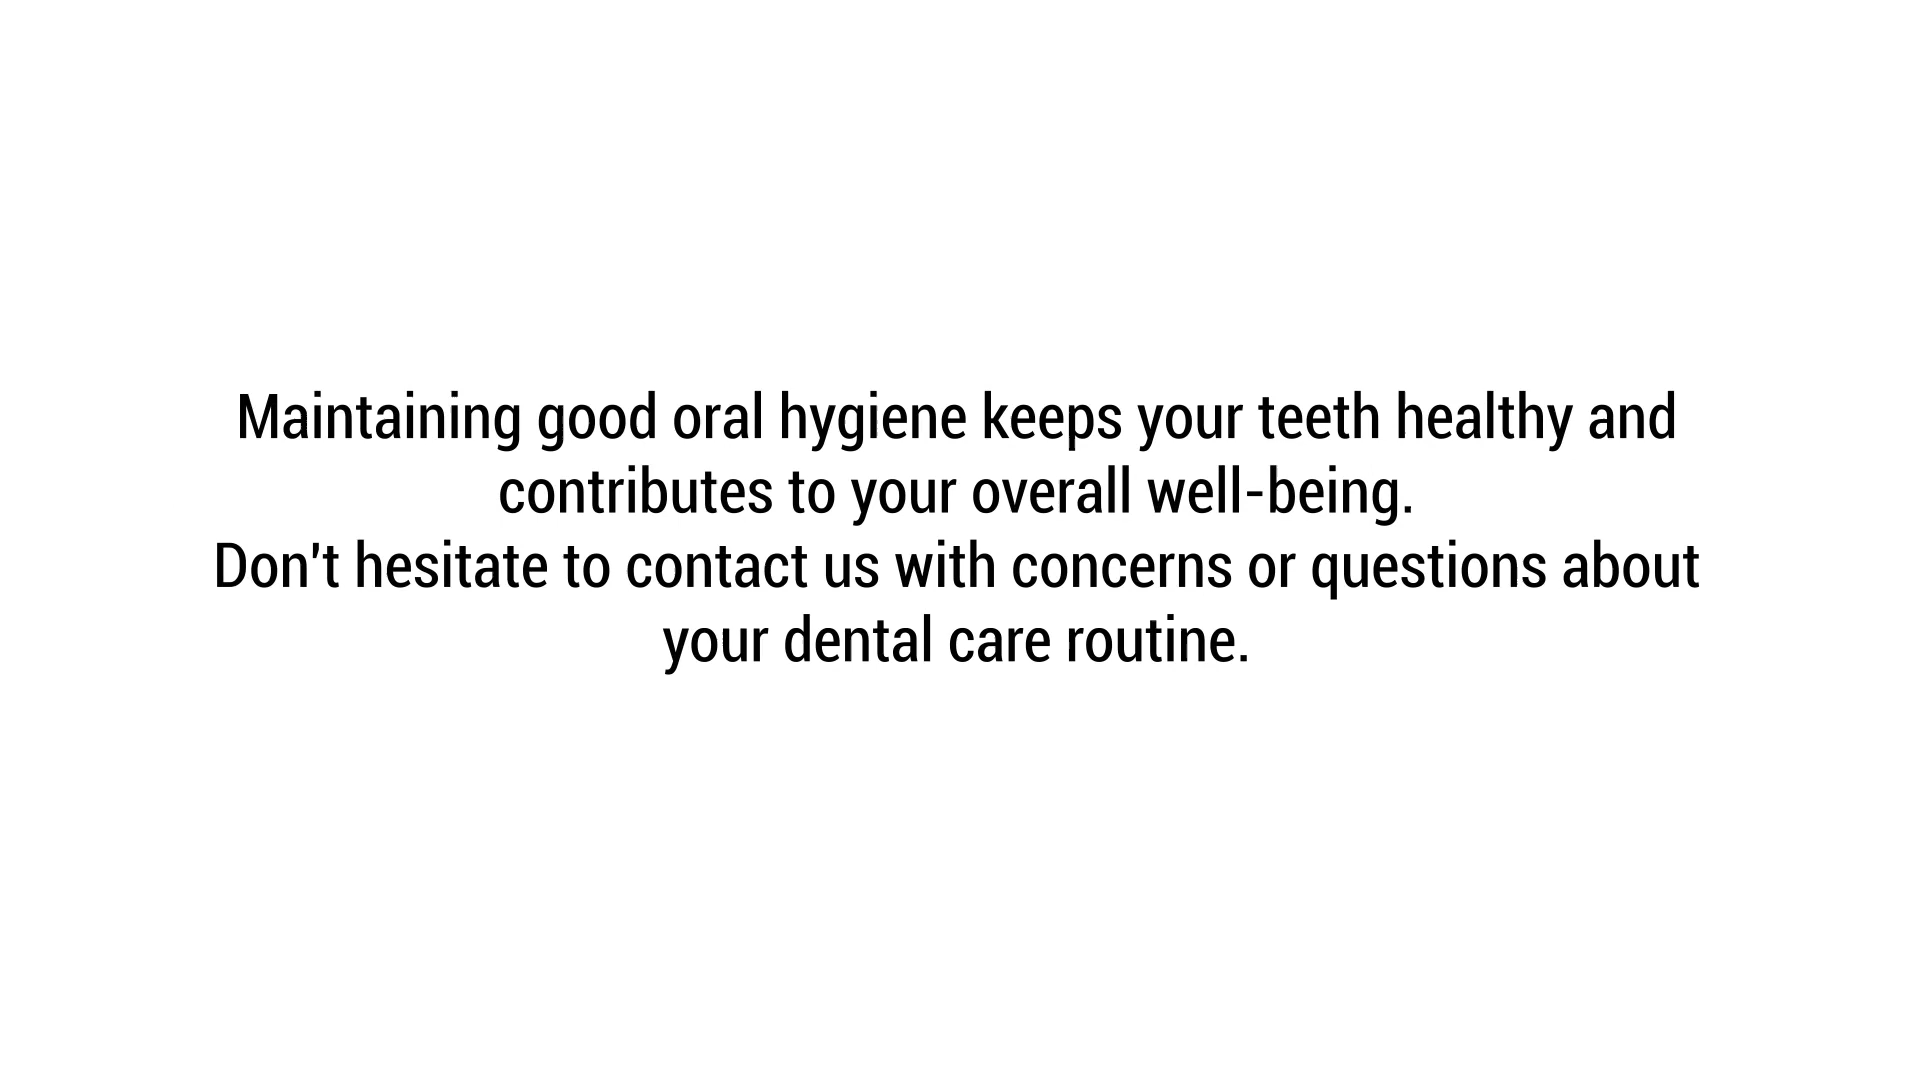 Maintaining good oral hygiene keeps your teeth healthy and
contributes to your overall well-being.
Don't hesitate to contact us with concerns or questions about
your dental care routine.